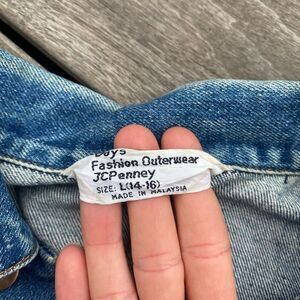 Boys
Fashion Outerwear
JCPenney
SIZE: L(14-16)
MADE IN MALAYSIA